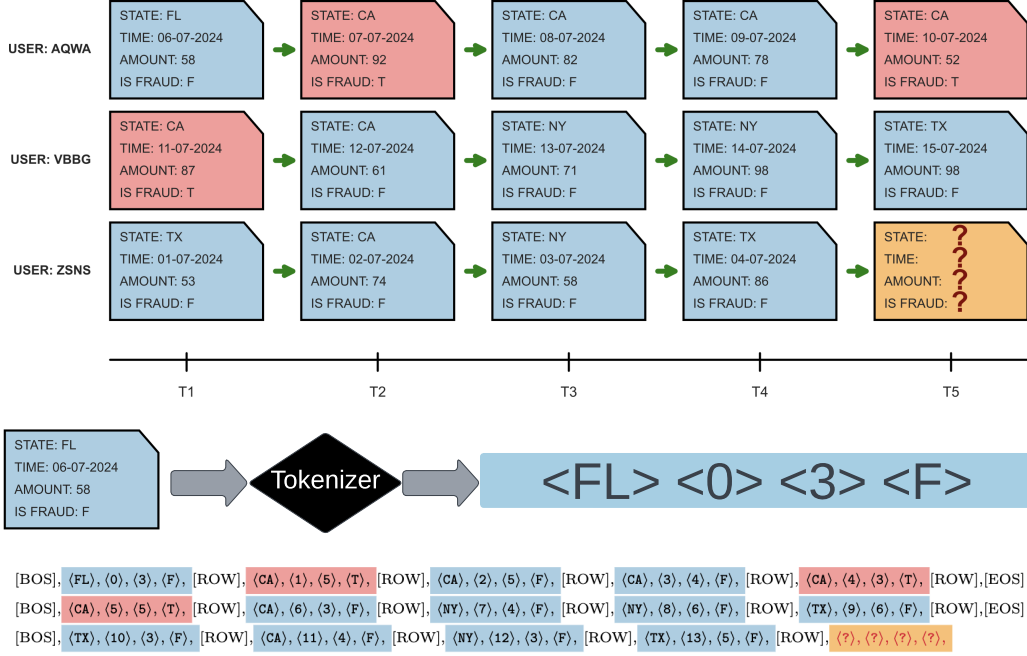 USER: AQWA
STATE: FL
TIME: 06-07-2024
AMOUNT: 58
IS FRAUD: F
STATE: CA
TIME: 07-07-2024
AMOUNT: 92
IS FRAUD: T
STATE: CA
TIME: 08-07-2024
AMOUNT: 82
IS FRAUD: F
STATE: CA
TIME: 09-07-2024
AMOUNT: 78
IS FRAUD: F
STATE: CA
TIME: 10-07-2024
AMOUNT: 52
IS FRAUD: T
USER: VBBG
STATE: CA
TIME: 11-07-2024
AMOUNT: 87
IS FRAUD: T
STATE: CA
TIME: 12-07-2024
AMOUNT: 61
IS FRAUD: F
STATE: NY
TIME: 13-07-2024
AMOUNT: 71
IS FRAUD: F
STATE: NY
TIME: 14-07-2024
AMOUNT: 98
IS FRAUD: F
STATE: TX
TIME: 15-07-2024
AMOUNT: 98
IS FRAUD: F
USER: ZSNS
STATE: TX
TIME: 01-07-2024
AMOUNT: 53
IS FRAUD: F
STATE: CA
TIME: 02-07-2024
AMOUNT: 74
IS FRAUD: F
STATE: NY
TIME: 03-07-2024
AMOUNT: 58
IS FRAUD: F
STATE: TX
TIME: 04-07-2024
AMOUNT: 86
IS FRAUD: F
STATE: ?
TIME: ?
AMOUNT: ?
IS FRAUD: ?
T1 T2 T3 T4 T5
STATE: FL
TIME: 06-07-2024
AMOUNT: 58
IS FRAUD: F
Tokenizer
<FL> <0> <3> <F>
[BOS], ⟨FL⟩, ⟨0⟩, ⟨3⟩, ⟨F⟩, [ROW], ⟨CA⟩, ⟨1⟩, ⟨5⟩, ⟨T⟩, [ROW], ⟨CA⟩, ⟨2⟩, ⟨5⟩, ⟨F⟩, [ROW], ⟨CA⟩, ⟨3⟩, ⟨4⟩, ⟨F⟩, [ROW], ⟨CA⟩, ⟨4⟩, ⟨3⟩, ⟨T⟩, [ROW],[EOS]
[BOS], ⟨CA⟩, ⟨5⟩, ⟨5⟩, ⟨T⟩, [ROW], ⟨CA⟩, ⟨6⟩, ⟨3⟩, ⟨F⟩, [ROW], ⟨NY⟩, ⟨7⟩, ⟨4⟩, ⟨F⟩, [ROW], ⟨NY⟩, ⟨8⟩, ⟨6⟩, ⟨F⟩, [ROW], ⟨TX⟩, ⟨9⟩, ⟨6⟩, ⟨F⟩, [ROW],[EOS]
[BOS], ⟨TX⟩, ⟨10⟩, ⟨3⟩, ⟨F⟩, [ROW], ⟨CA⟩, ⟨11⟩, ⟨4⟩, ⟨F⟩, [ROW], ⟨NY⟩, ⟨12⟩, ⟨3⟩, ⟨F⟩, [ROW], ⟨TX⟩, ⟨13⟩, ⟨5⟩, ⟨F⟩, [ROW], ⟨?⟩, ⟨?⟩, ⟨?⟩, ⟨?⟩,